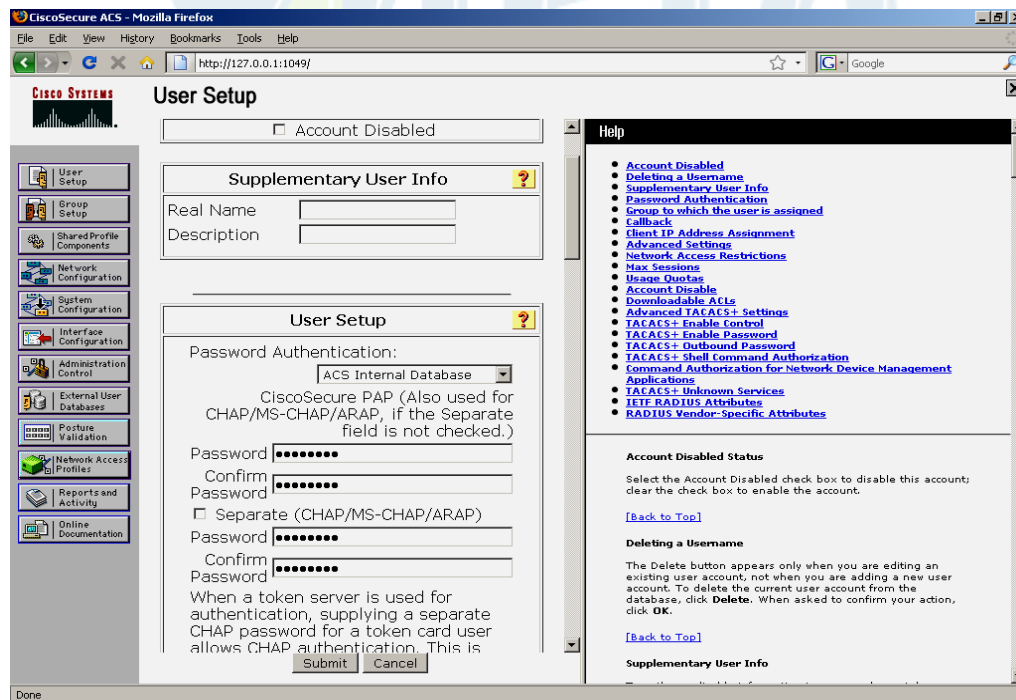 CiscoSecure ACS - Mozilla Firefox
File Edit View History Bookmarks Tools Help
http://127.0.0.1:1049/
G Google
CISCO SYSTEMS
User Setup
User Setup
Group Setup
Shared Profile Components
Network Configuration
System Configuration
Interface Configuration
Administration Control
External User Databases
Posture Validation
Network Access Profiles
Reports and Activity
Online Documentation
Account Disabled
Supplementary User Info ?
Real Name
Description
User Setup ?
Password Authentication:
ACS Internal Database
CiscoSecure PAP (Also used for
CHAP/MS-CHAP/ARAP, if the Separate
field is not checked.)
Password ••••••••
Confirm
Password ••••••••
Separate (CHAP/MS-CHAP/ARAP)
Password ••••••••
Confirm
Password ••••••••
When a token server is used for
authentication, supplying a separate
CHAP password for a token card user
allows CHAP authentication. This is
Submit Cancel
Help
Account Disabled
Deleting a Username
Supplementary User Info
Password Authentication
Group to which the user is assigned
Callback
Client IP Address Assignment
Advanced Settings
Network Access Restrictions
Max Sessions
Usage Quotas
Account Disable
Downloadable ACLs
Advanced TACACS+ Settings
TACACS+ Enable Control
TACACS+ Enable Password
TACACS+ Outbound Password
TACACS+ Shell Command Authorization
Command Authorization for Network Device Management
Applications
TACACS+ Unknown Services
IETF RADIUS Attributes
RADIUS Vendor-Specific Attributes
Account Disabled Status
Select the Account Disabled check box to disable this account;
clear the check box to enable the account.
[Back to Top]
Deleting a Username
The Delete button appears only when you are editing an
existing user account, not when you are adding a new user
account. To delete the current user account from the
database, click Delete. When asked to confirm your action,
click OK.
[Back to Top]
Supplementary User Info
Done